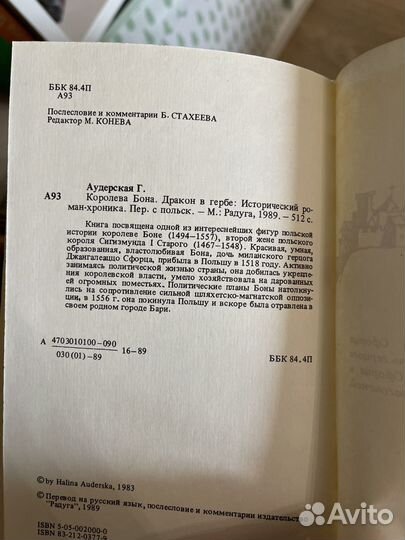 ББК 84.4П
А93
Послесловие и комментарии Б. СТАХЕЕВА
Редактор М. КОНЕВА
Аудерская Г.
А93 Королева Бона. Дракон в гербе: Исторический ро-
ман-хроника. Пер. с польск. – М.: Радуга, 1989. – 512 с.
Книга посвящена одной из интереснейших фигур польской
истории королеве Боне (1494—1557), второй жене польского
короля Сигизмунда I Старого (1467—1548). Красивая, умная,
образованная, властолюбивая Бона, дочь миланского герцога
Джангалеаццо Сфорца, прибыла в Польшу в 1518 году. Активно
занимаясь политической жизнью страны, она добилась укрепле-
ния королевской власти, умело хозяйствовала на дарованных
ей огромных поместьях. Политические планы Боны натолкну-
лись на сопротивление сильной шляхетско-магнатской оппози-
ции, в 1556 г. она покинула Польшу и вскоре была отравлена в
своем родном городе Бари.
А 4703010100-090 16-89
030(01)-89
ББК 84.4П
©by Halina Auderska, 1983
©Перевод на русский язык, послесловие и комментарии издательство
"Радуга", 1989
ISBN 5-05-002000-0
ISBN 83-212-0377-9
Avito